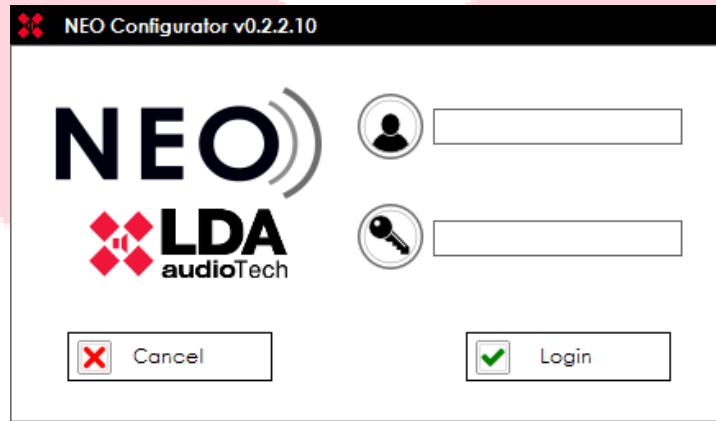 NEO Configurator v0.2.2.10
NEO
LDA
audioTech
Cancel
Login